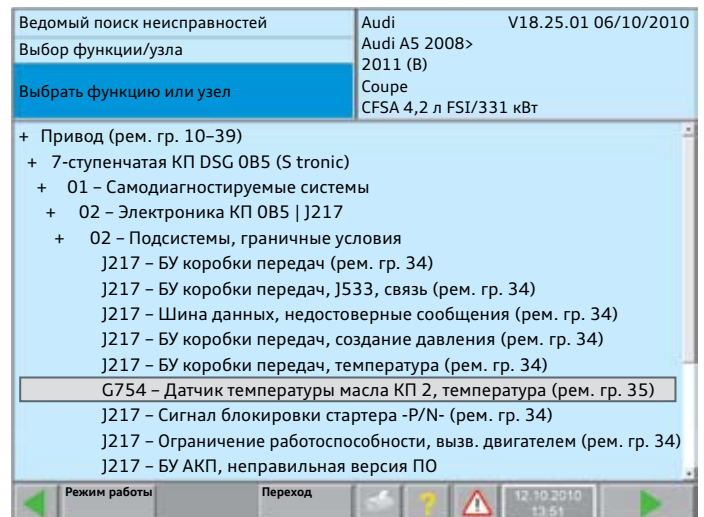 Ведомый поиск неисправностей
Выбор функции/узла
Выбрать функцию или узел
Audi V18.25.01 06/10/2010
Audi A5 2008>
2011 (B)
Coupe
CFSA 4,2 л FSI/331 кВт
+ Привод (рем. гр. 10–39)
+ 7-ступенчатая КП DSG 0B5 (S tronic)
+ 01 – Самодиагностируемые системы
+ 02 – Электроника КП 0B5 | J217
+ 02 – Подсистемы, граничные условия
J217 – БУ коробки передач (рем. гр. 34)
J217 – БУ коробки передач, J533, связь (рем. гр. 34)
J217 – Шина данных, недостоверные сообщения (рем. гр. 34)
J217 – БУ коробки передач, создание давления (рем. гр. 34)
J217 – БУ коробки передач, температура (рем. гр. 34)
G754 – Датчик температуры масла КП 2, температура (рем. гр. 35)
J217 – Сигнал блокировки стартера -P/N- (рем. гр. 34)
J217 – Ограничение работоспособности, вызв. двигателем (рем. гр. 34)
J217 – БУ АКП, неправильная версия ПО
Режим работы Переход ? 12.10.2010
13:51